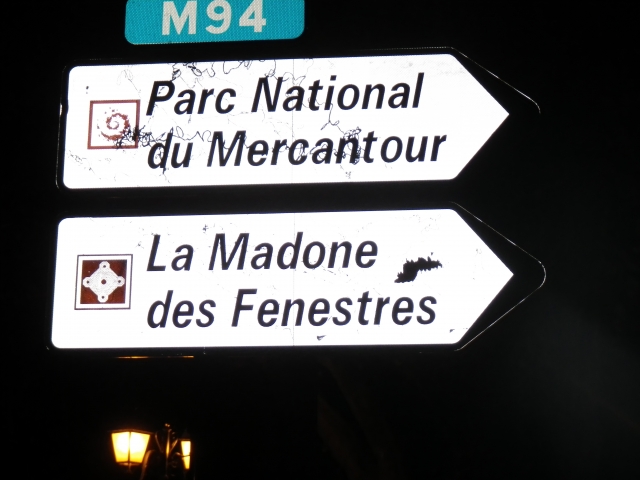 M94
Parc National
du Mercantour
La Madone
des Fenestres